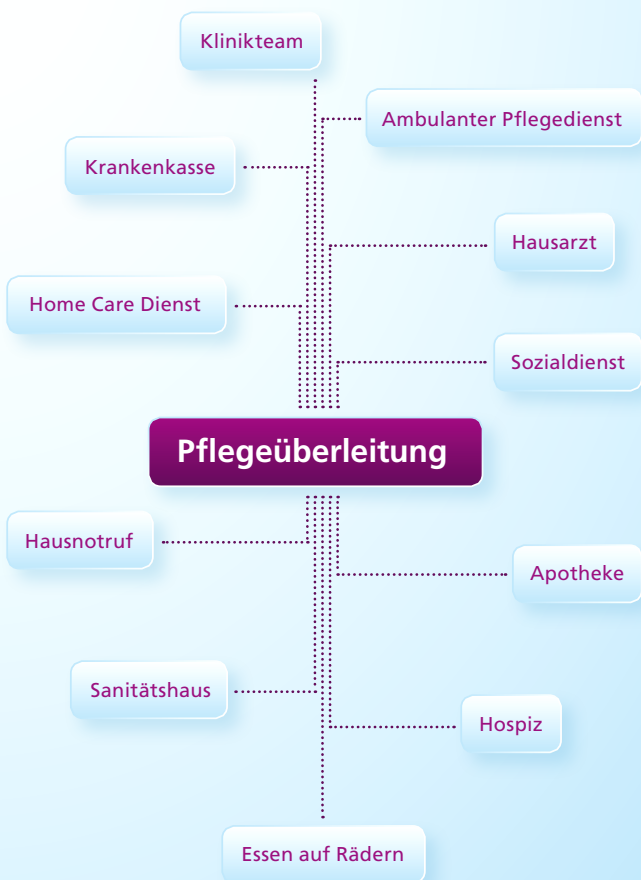 Klinikteam
Ambulanter Pflegedienst
Krankenkasse
Hausarzt
Home Care Dienst
Sozialdienst
Pflegeüberleitung
Hausnotruf
Apotheke
Sanitätshaus
Hospiz
Essen auf Rädern